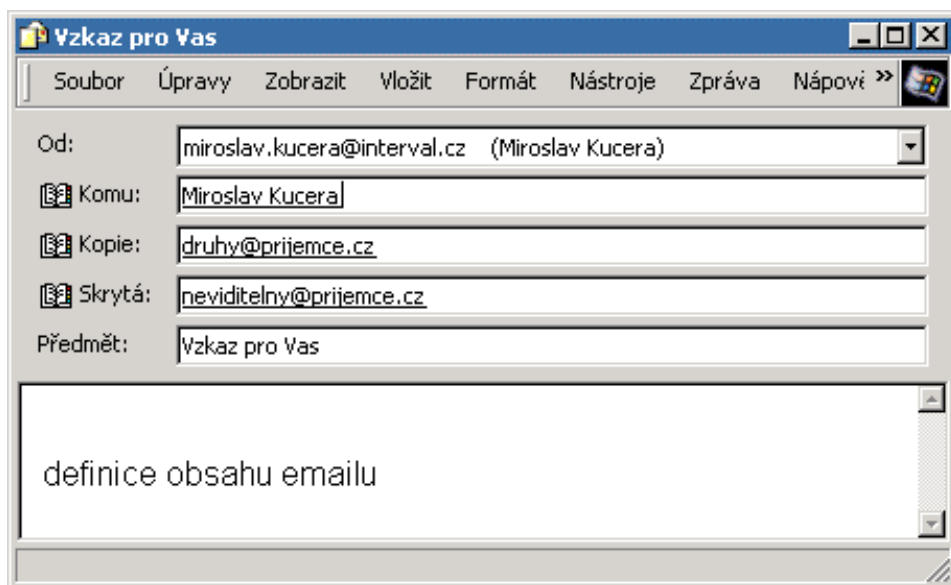 Vzkaz pro Vas
Soubor Úpravy Zobrazit Vložit Formát Nástroje Zpráva Nápově »
Od: miroslav.kucera@interval.cz (Miroslav Kucera)
Komu: Miroslav Kucera
Kopie: druhy@prijemce.cz
Skrytá: neviditelny@prijemce.cz
Předmět: Vzkaz pro Vas
definice obsahu emailu